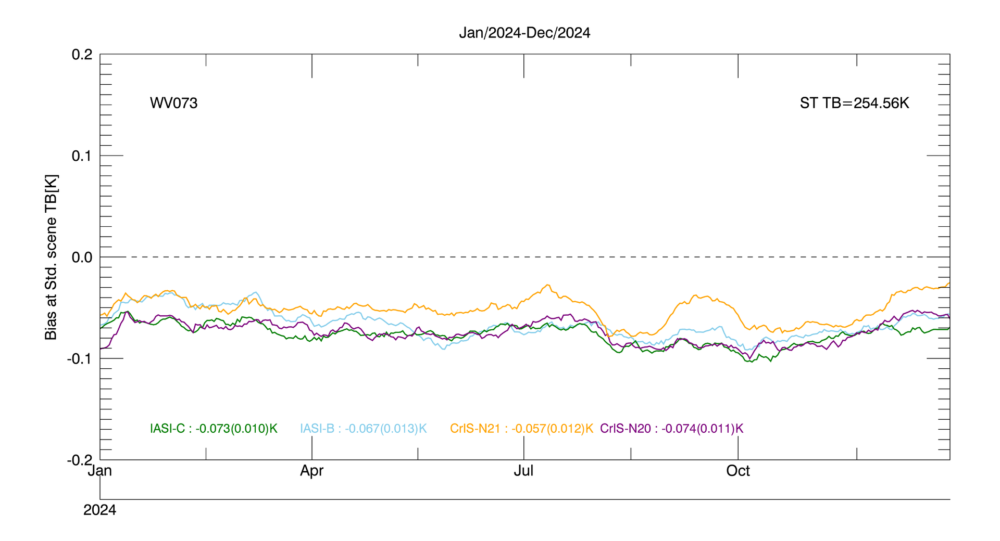 Jan/2024-Dec/2024
0.2
WV073 ST TB=254.56K
0.1
Bias at Std. scene TB[K]
0.0
-0.1
IASI-C : -0.073(0.010)K IASI-B : -0.067(0.013)K CrIS-N21 : -0.057(0.012)K CrIS-N20 : -0.074(0.011)K
-0.2
Jan Apr Jul Oct
2024